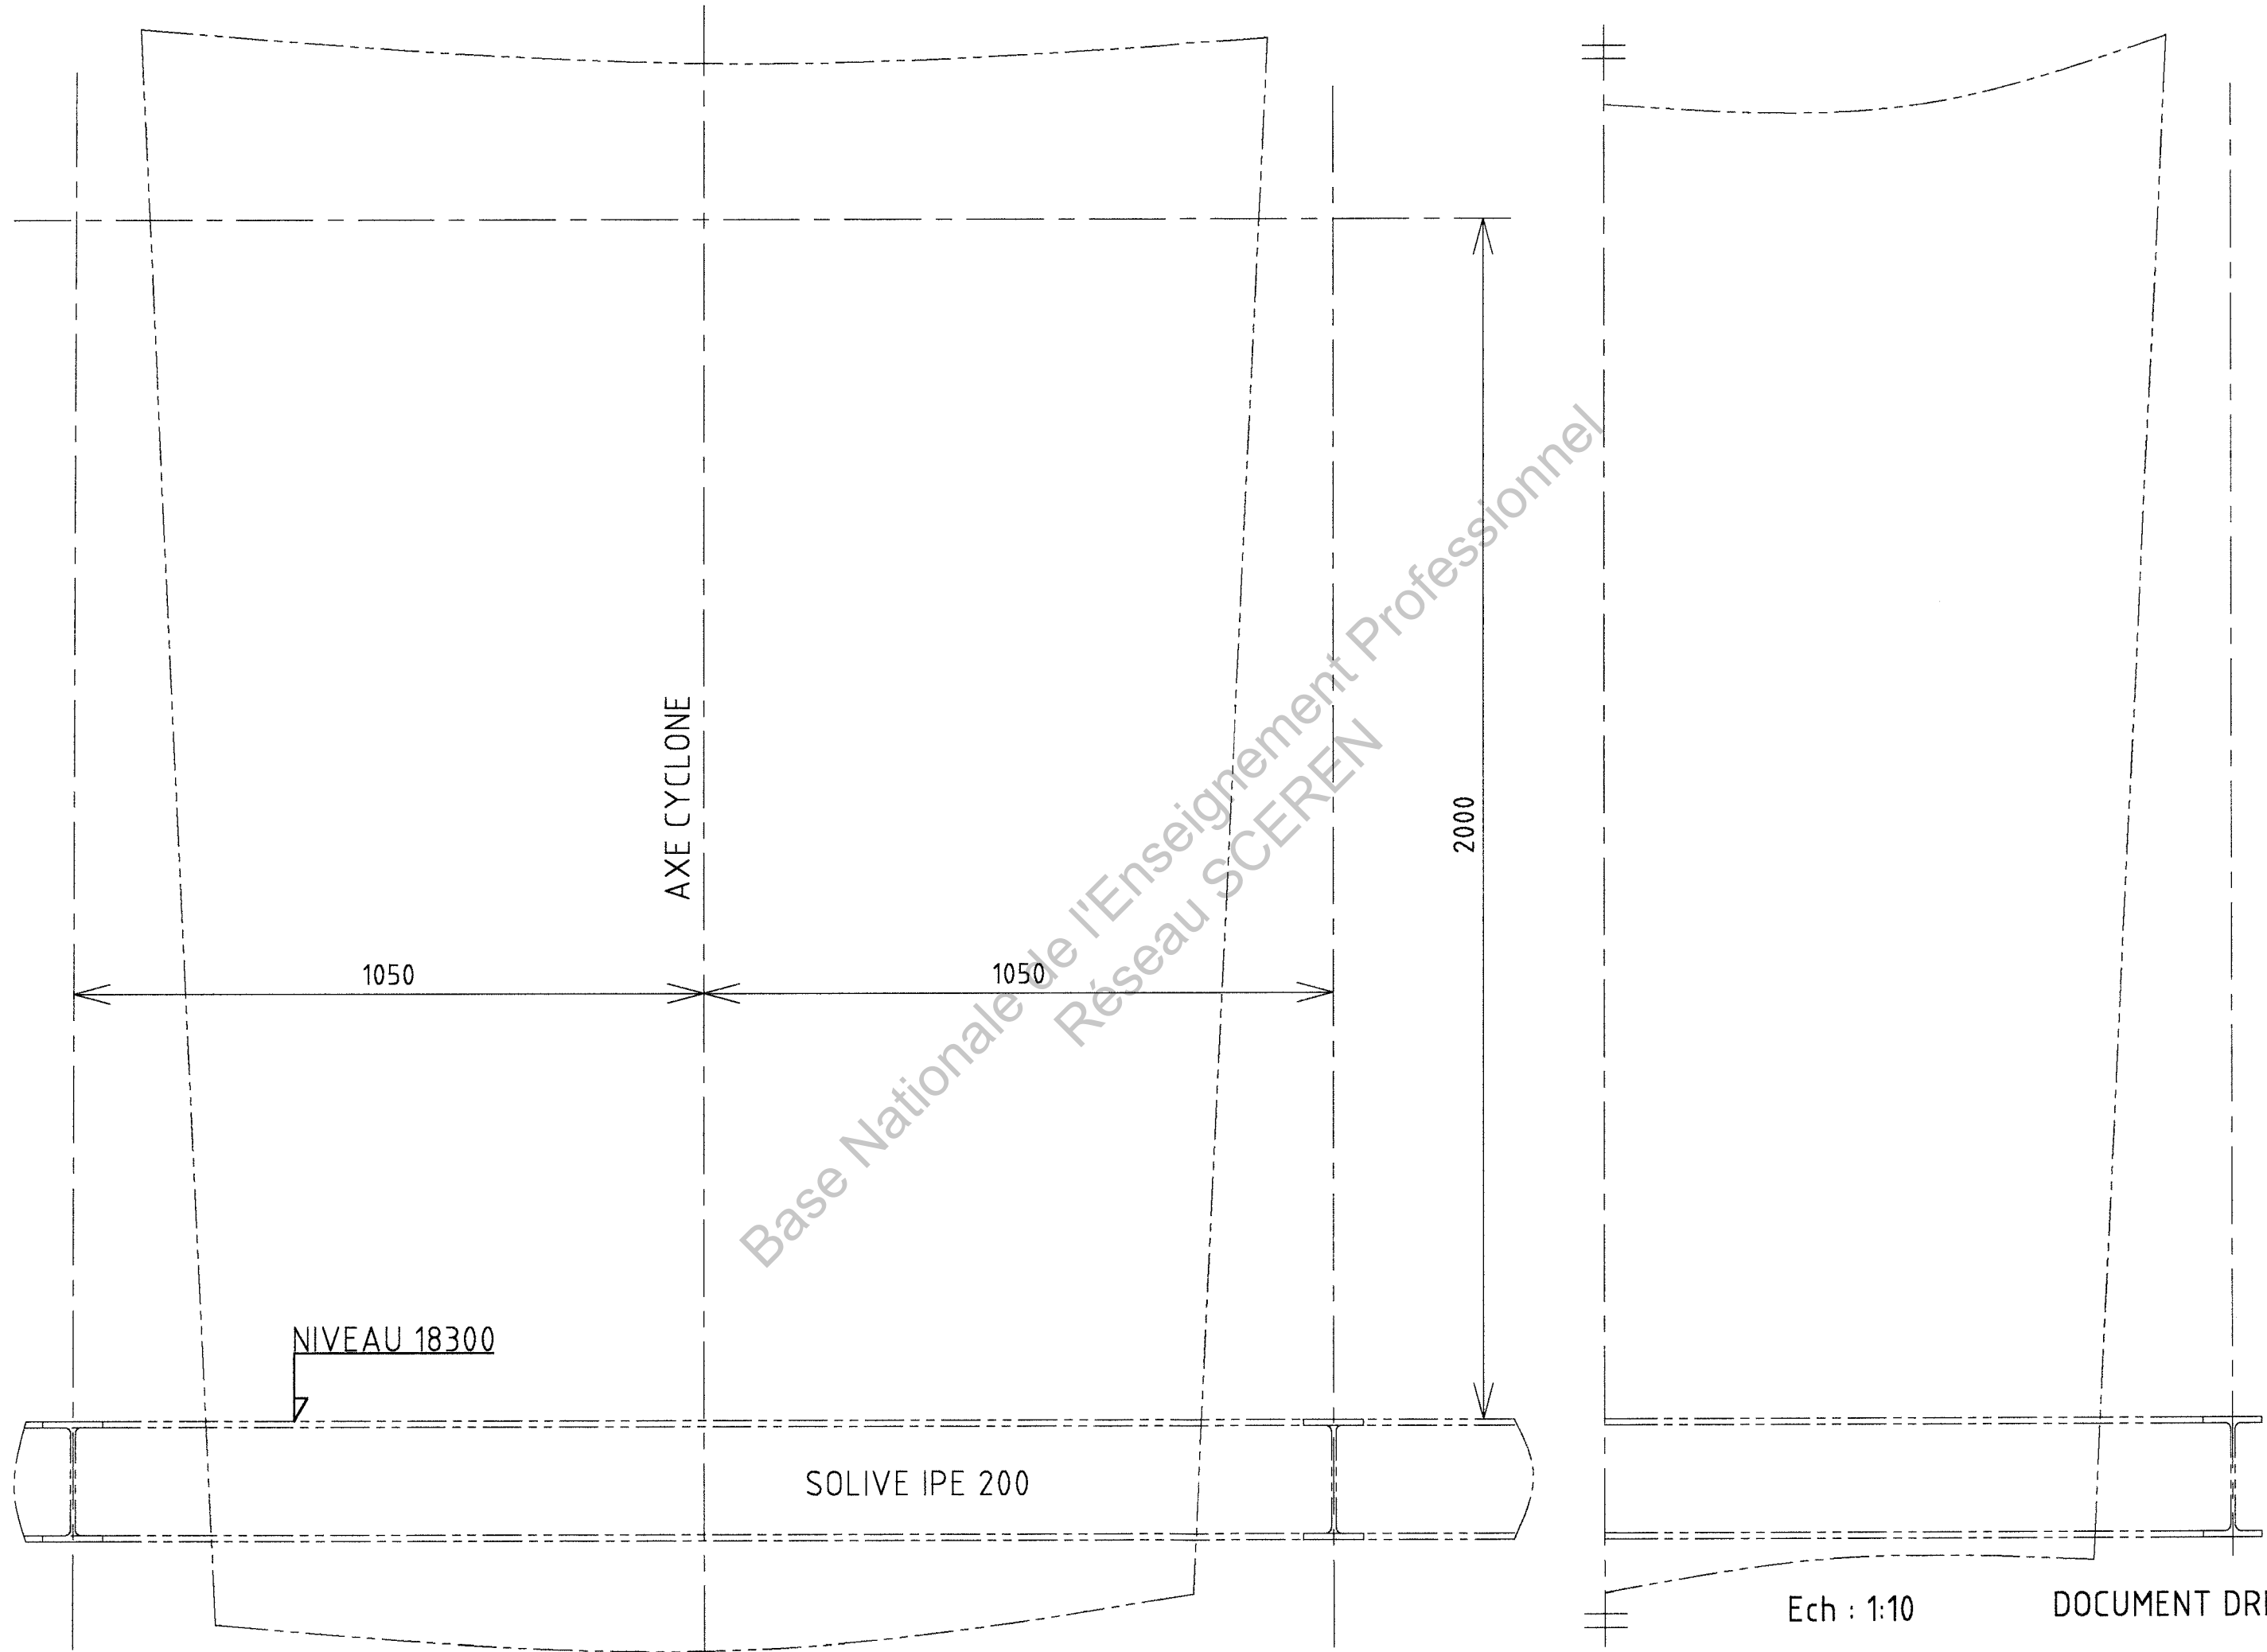 AXE CYCLONE
1050
1050
2000
NIVEAU 18300
SOLIVE IPE 200
Ech : 1:10
DOCUMENT
Base Nationale de l'Enseignement Professionnel
Réseau SCEREN